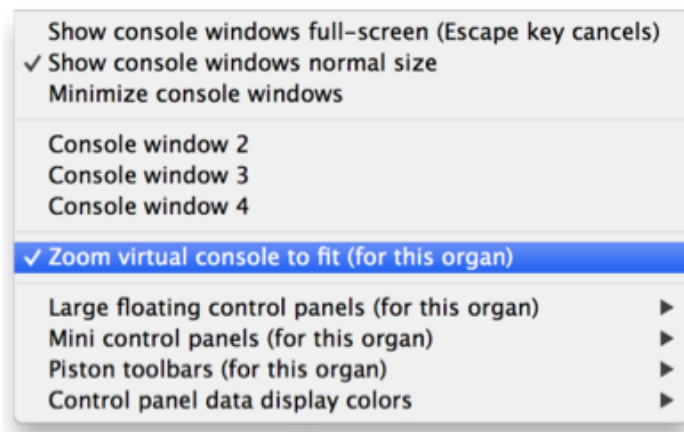 Show console windows full-screen (Escape key cancels)
✓ Show console windows normal size
Minimize console windows
Console window 2
Console window 3
Console window 4
✓ Zoom virtual console to fit (for this organ)
Large floating control panels (for this organ)
Mini control panels (for this organ)
Piston toolbars (for this organ)
Control panel data display colors